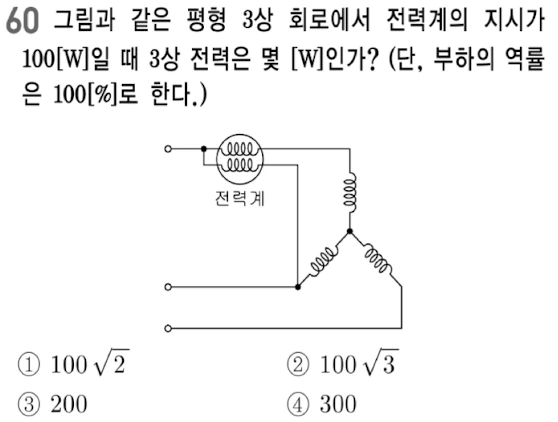 60 그림과 같은 평형 3상 회로에서 전력계의 지시가
100[W]일 때 3상 전력은 몇 [W]인가? (단, 부하의 역률
은 100[%]로 한다.)
전력계
① 100√2 ② 100√3
③ 200 ④ 300